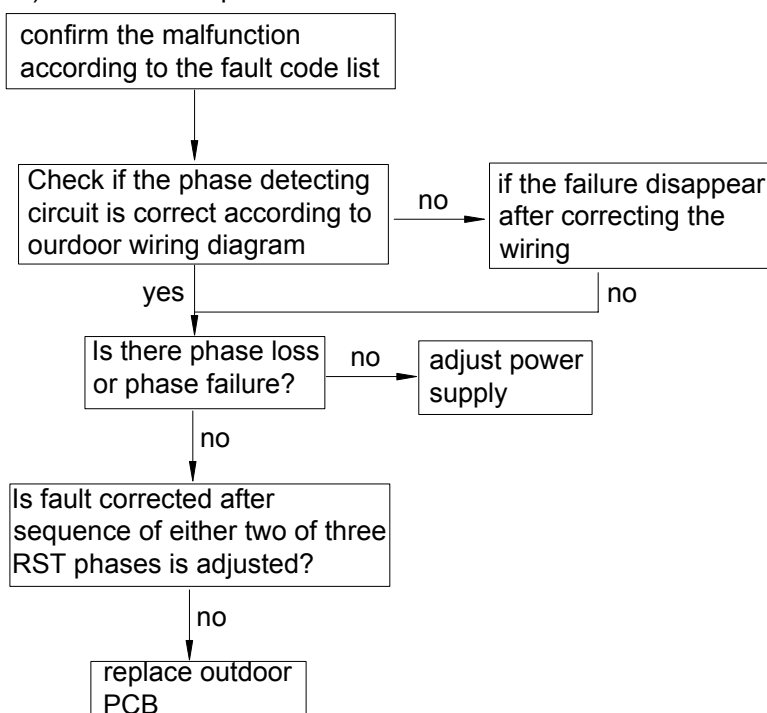 confirm the malfunction
according to the fault code list
Check if the phase detecting
circuit is correct according to
ourdoor wiring diagram
no
if the failure disappear
after correcting the
wiring
yes
no
Is there phase loss
or phase failure?
no
adjust power
supply
no
Is fault corrected after
sequence of either two of three
RST phases is adjusted?
no
replace outdoor
PCB